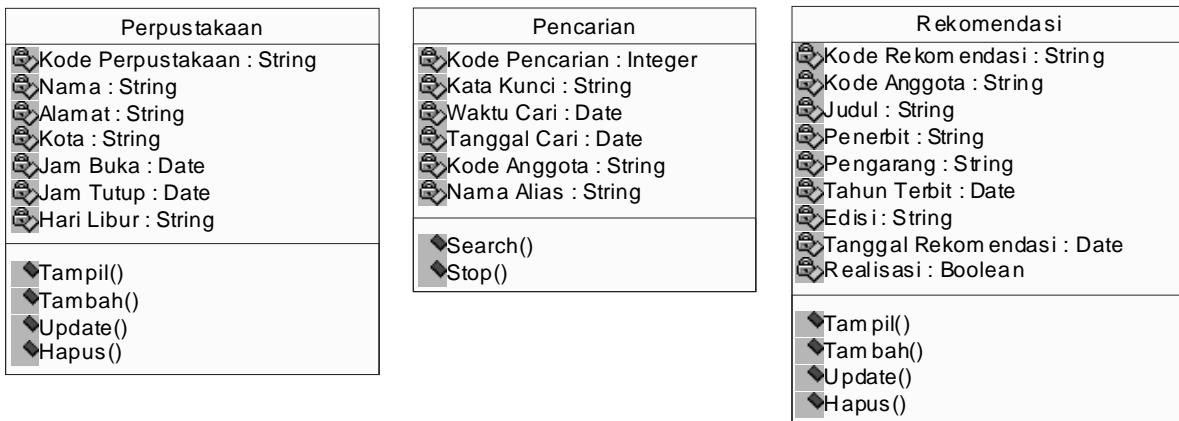 Perpustakaan
Kode Perpustakaan : String
Nama : String
Alamat : String
Kota : String
Jam Buka : Date
Jam Tutup : Date
Hari Libur : String
Tampil()
Tambah()
Update()
Hapus()
Pencarian
Kode Pencarian : Integer
Kata Kunci : String
Waktu Cari : Date
Tanggal Cari : Date
Kode Anggota : String
Nama Alias : String
Search()
Stop()
Rekomendasi
Kode Rekomendasi : String
Kode Anggota : String
Judul : String
Penerbit : String
Pengarang : String
Tahun Terbit : Date
Edisi : String
Tanggal Rekomendasi : Date
Realisasi : Boolean
Tampil()
Tambah()
Update()
Hapus()